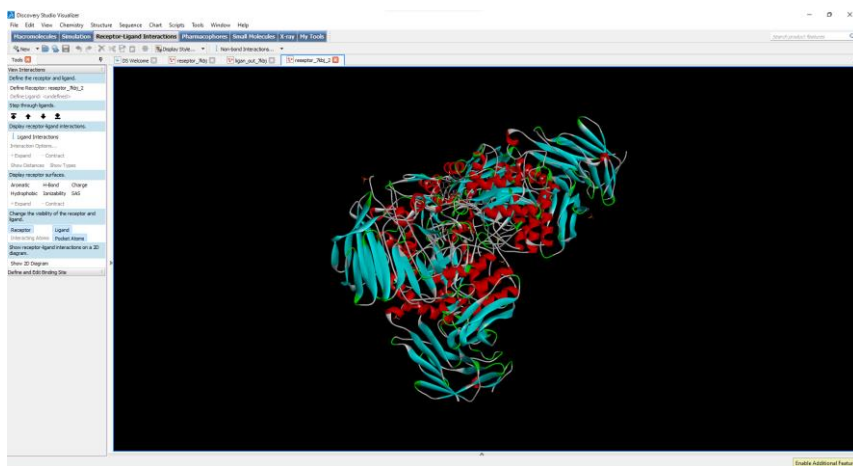 Discovery Studio Visualizer
File Edit View Chemistry Structure Sequence Chart Scripts Tools Window Help
Macromolecules Simulation Receptor-Ligand Interactions Pharmacophores Small Molecules X-ray My Tools
Search product features
New Display Style... Non-bond Interactions...
Tools
DS Welcome
View Interactions
Define the receptor and ligand.
Define Ligand: <undefined>
Step through ligands.
Display receptor-ligand interactions.
Ligand Interactions
Interaction Options...
+ Expand - Contract
Show Distances Show Types
Display receptor surfaces.
Aromatic H-Bond Charge
Hydrophobic Ionizability SAS
+ Expand - Contract
Change the visibility of the receptor and
ligand.
Receptor Ligand
Interacting Atoms Pocket Atoms
Show receptor-ligand interactions on a 2D
diagram.
Show 2D Diagram
Define and Edit Binding Site
Enable Additional Featur